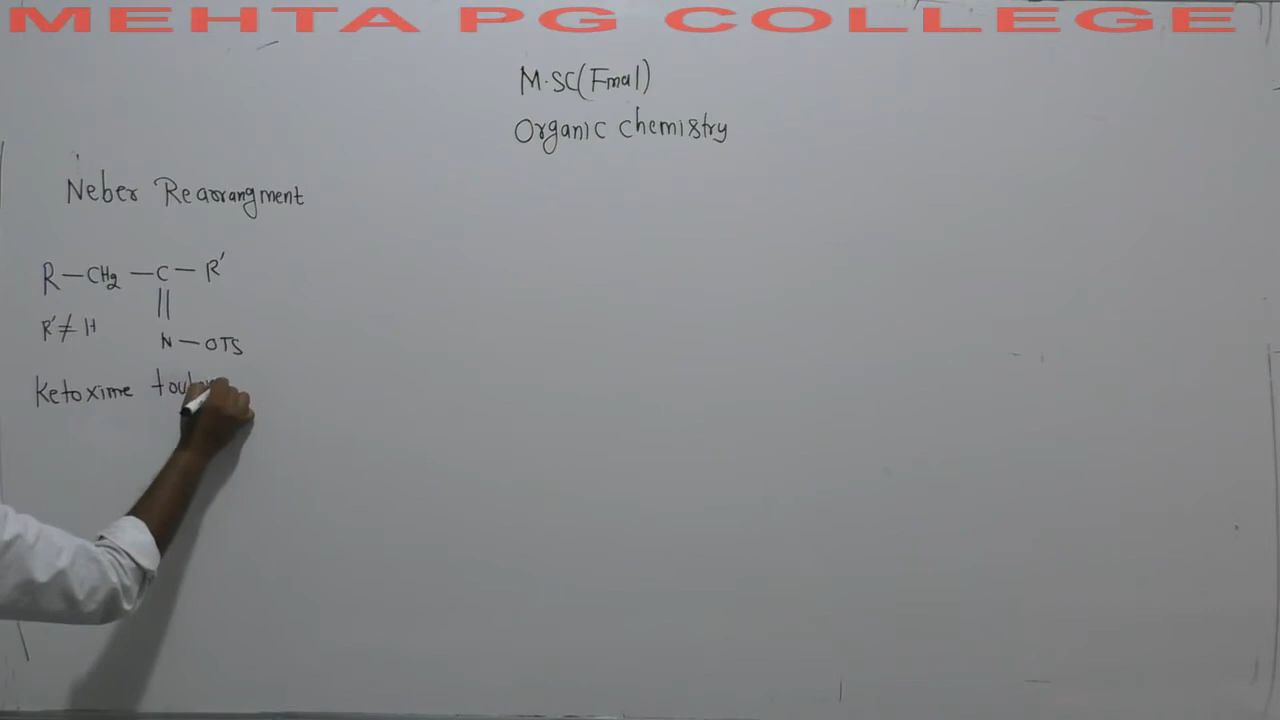 MEHTA PG COLLEGE
M.SC(Final)
Organic chemistry
Neber Rearrangment
R—CH2—C—R'
||
R'≠H N—OTS
Ketoxime